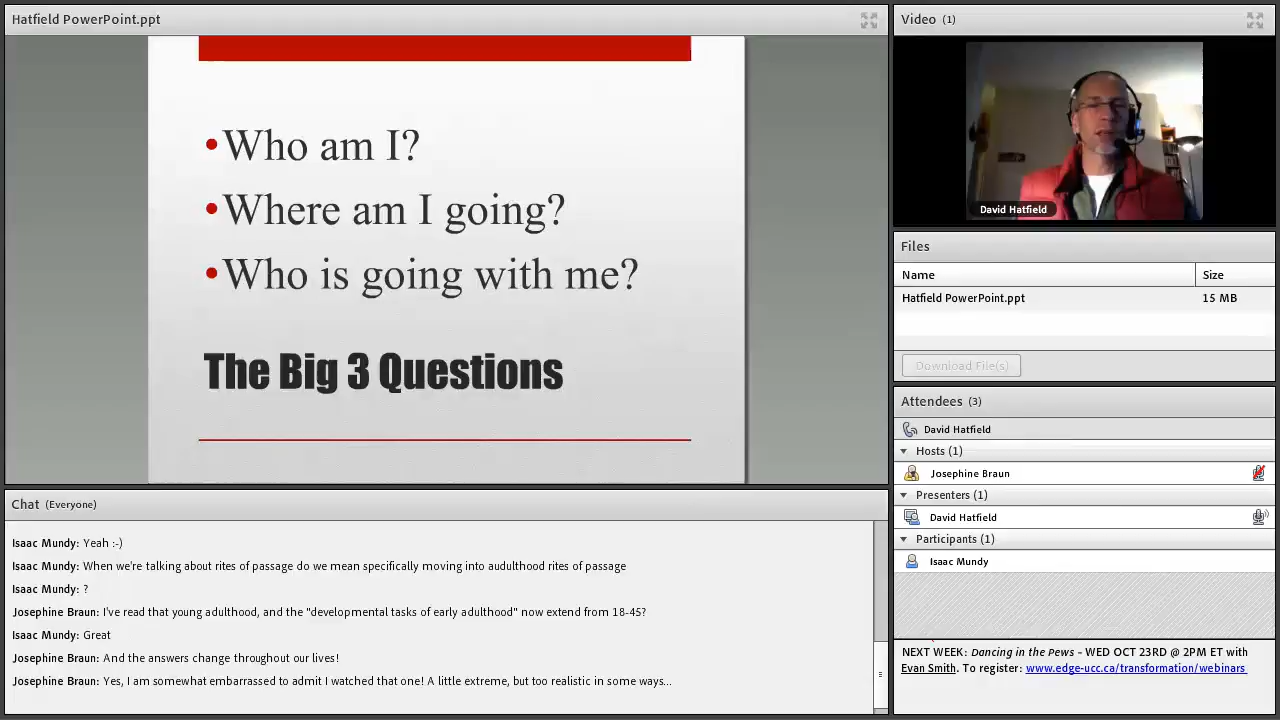 Hatfield PowerPoint.ppt
•Who am I?
•Where am I going?
•Who is going with me?
The Big 3 Questions
Chat (Everyone)
Isaac Mundy: Yeah :-)
Isaac Mundy: When we're talking about rites of passage do we mean specifically moving into audulthood rites of passage
Isaac Mundy: ?
Josephine Braun: I've read that young adulthood, and the "developmental tasks of early adulthood" now extend from 18-45?
Isaac Mundy: Great
Josephine Braun: And the answers change throughout our lives!
Josephine Braun: Yes, I am somewhat embarrassed to admit I watched that one! A little extreme, but too realistic in some ways...
Video (1)
David Hatfield
Files
Name Size
Hatfield PowerPoint.ppt 15 MB
Download File(s)
Attendees (3)
David Hatfield
Hosts (1)
Josephine Braun
Presenters (1)
David Hatfield
Participants (1)
Isaac Mundy
NEXT WEEK: Dancing in the Pews - WED OCT 23RD @ 2PM ET with
Evan Smith. To register: www.edge-ucc.ca/transformation/webinars